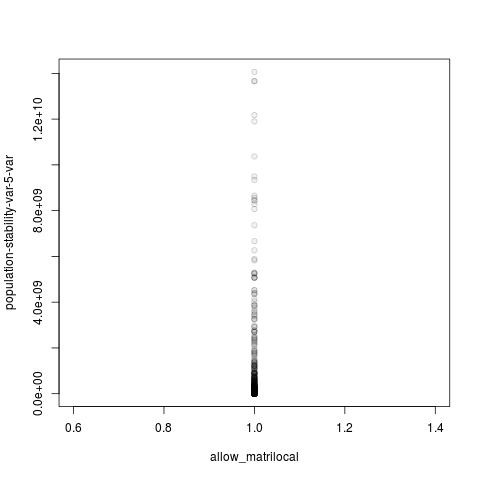 population-stability-var-5-var
1.2e+10
8.0e+09
4.0e+09
0.0e+00
0.6 0.8 1.0 1.2 1.4
allow_matrilocal